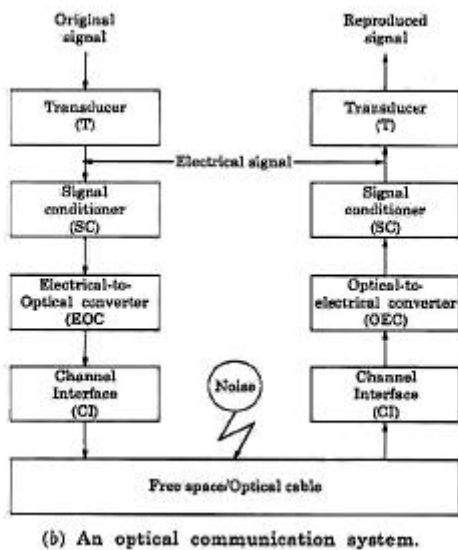 Original
signal
Reproduced
signal
Transducer
(T)
Transducer
(T)
Electrical signal
Signal
conditioner
(SC)
Signal
conditioner
(SC)
Electrical-to-
Optical converter
(EOC
Optical-to-
electrical converter
(OEC)
Channel
Interface
(CI)
Noise
Channel
Interface
(CI)
Free space/Optical cable
(b) An optical communication system.